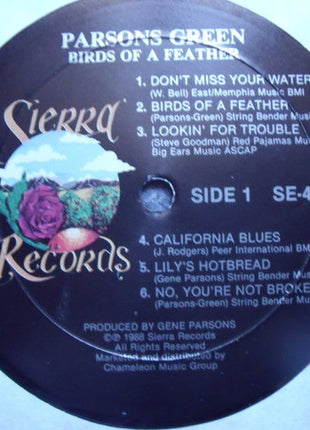 PARSONS GREEN
BIRDS OF A FEATHER
1. DON'T MISS YOUR WATER
(W. Bell) East/Memphis Music BMI
2. BIRDS OF A FEATHER
(Parsons-Green) String Bender Mus
3. LOOKIN' FOR TROUBLE
(Steve Goodman) Red Pajamas Mu
Big Ears Music ASCAP
Sierra
Records
SIDE 1 SE-4
4. CALIFORNIA BLUES
(J. Rodgers) Peer International BM
5. LILY'S HOTBREAD
(Gene Parsons) String Bender Mus
6. NO, YOU'RE NOT BROKE
(Parsons-Green) String Bender Mus
PRODUCED BY GENE PARSONS
©℗ 1988 Sierra Records
All Rights Reserved
Marketed and distributed by
Chameleon Music Group